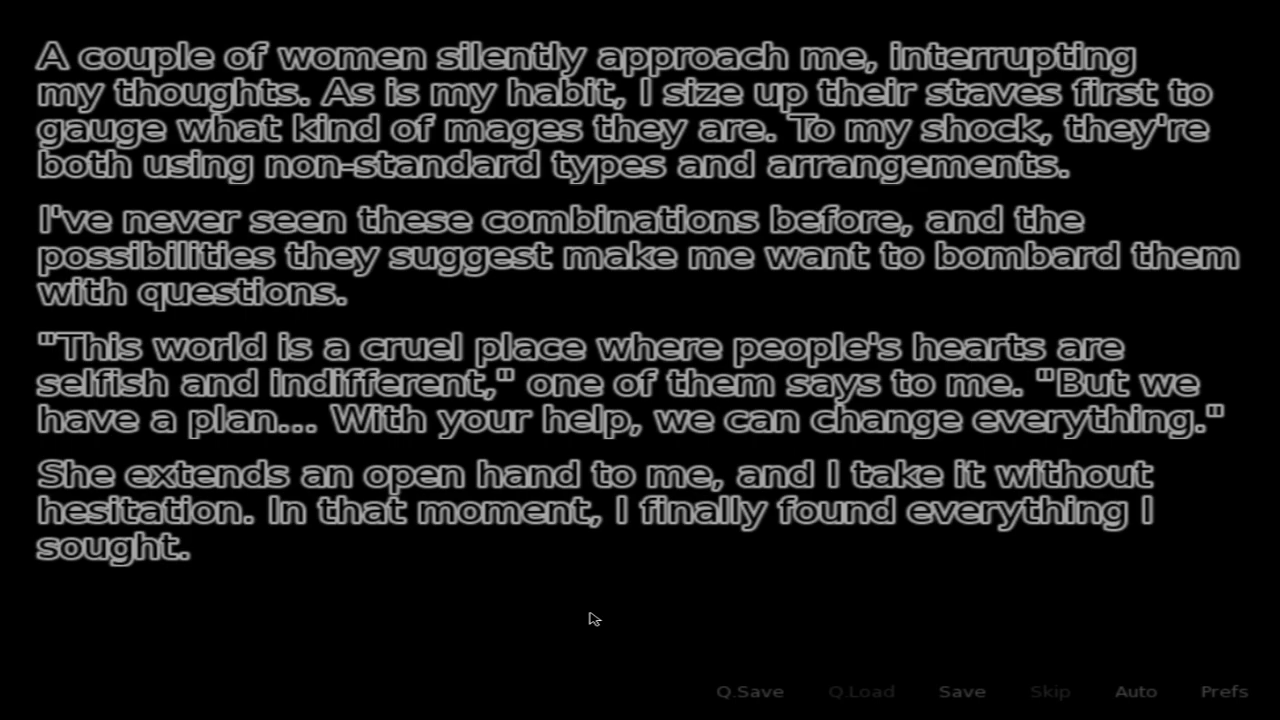 A couple of women silently approach me, interrupting
my thoughts. As is my habit, I size up their staves first to
gauge what kind of mages they are. To my shock, they're
both using non-standard types and arrangements.
I've never seen these combinations before, and the
possibilities they suggest make me want to bombard them
with questions.
"This world is a cruel place where people's hearts are
selfish and indifferent," one of them says to me. "But we
have a plan... With your help, we can change everything."
She extends an open hand to me, and I take it without
hesitation. In that moment, I finally found everything I
sought.
Q.Save Q.Load Save Skip Auto Prefs